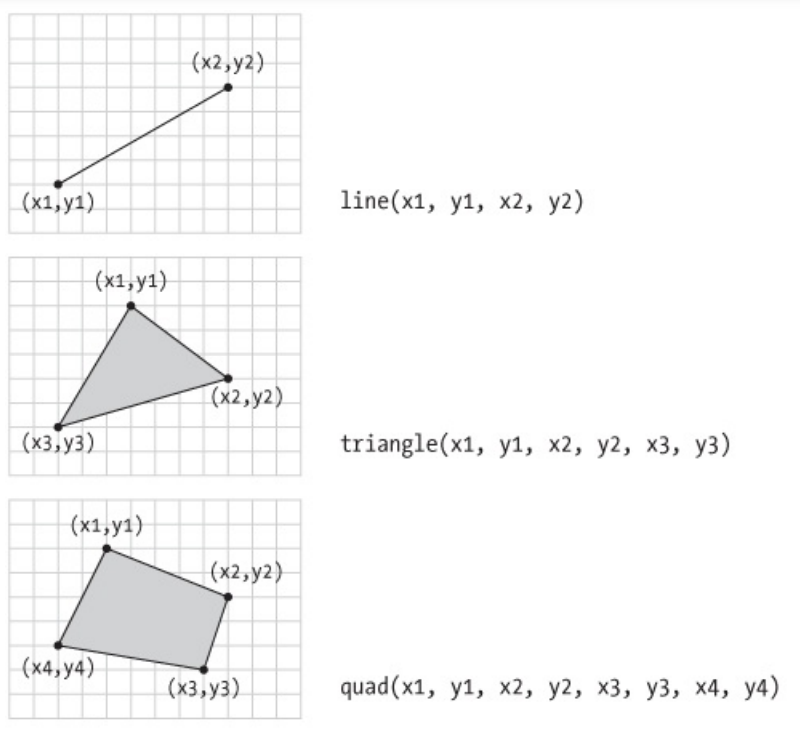 (x2,y2)
(x1,y1)
line(x1, y1, x2, y2)
(x1,y1)
(x2,y2)
(x3,y3)
triangle(x1, y1, x2, y2, x3, y3)
(x1,y1)
(x2,y2)
(x4,y4)
(x3,y3)
quad(x1, y1, x2, y2, x3, y3, x4, y4)